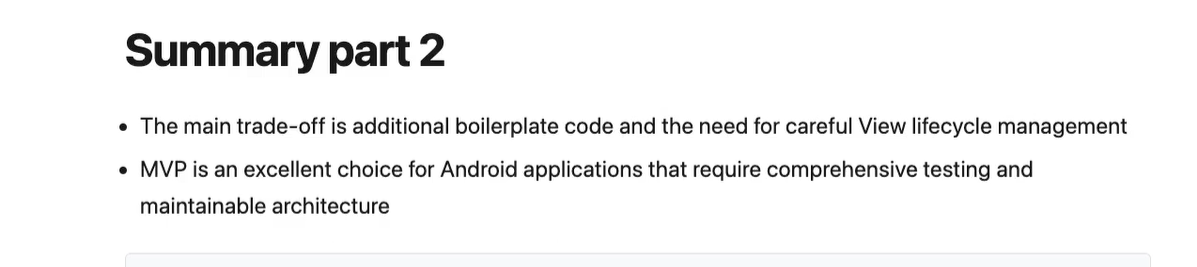 Summary part 2
• The main trade-off is additional boilerplate code and the need for careful View lifecycle management
• MVP is an excellent choice for Android applications that require comprehensive testing and
maintainable architecture